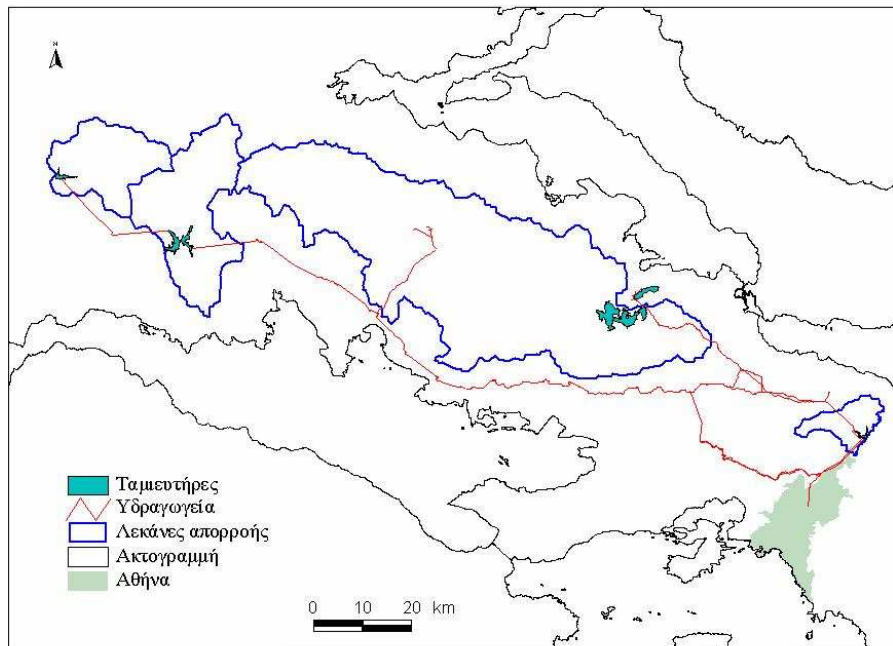 N
Ταμιευτήρες
Υδραγωγεία
Λεκάνες απορροής
Ακτογραμμή
Αθήνα
0 10 20 km